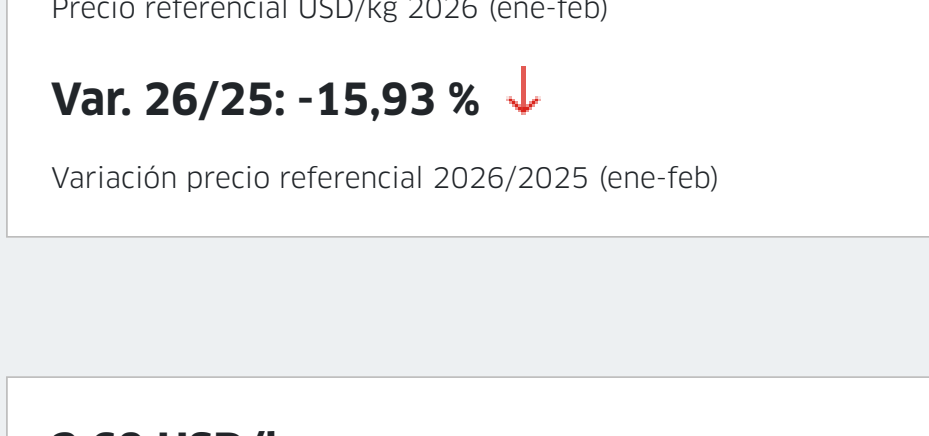 Precio referencial USD/kg 2026 (ene-feb)
Var. 26/25: -15,93 %
Variación precio referencial 2026/2025 (ene-feb)